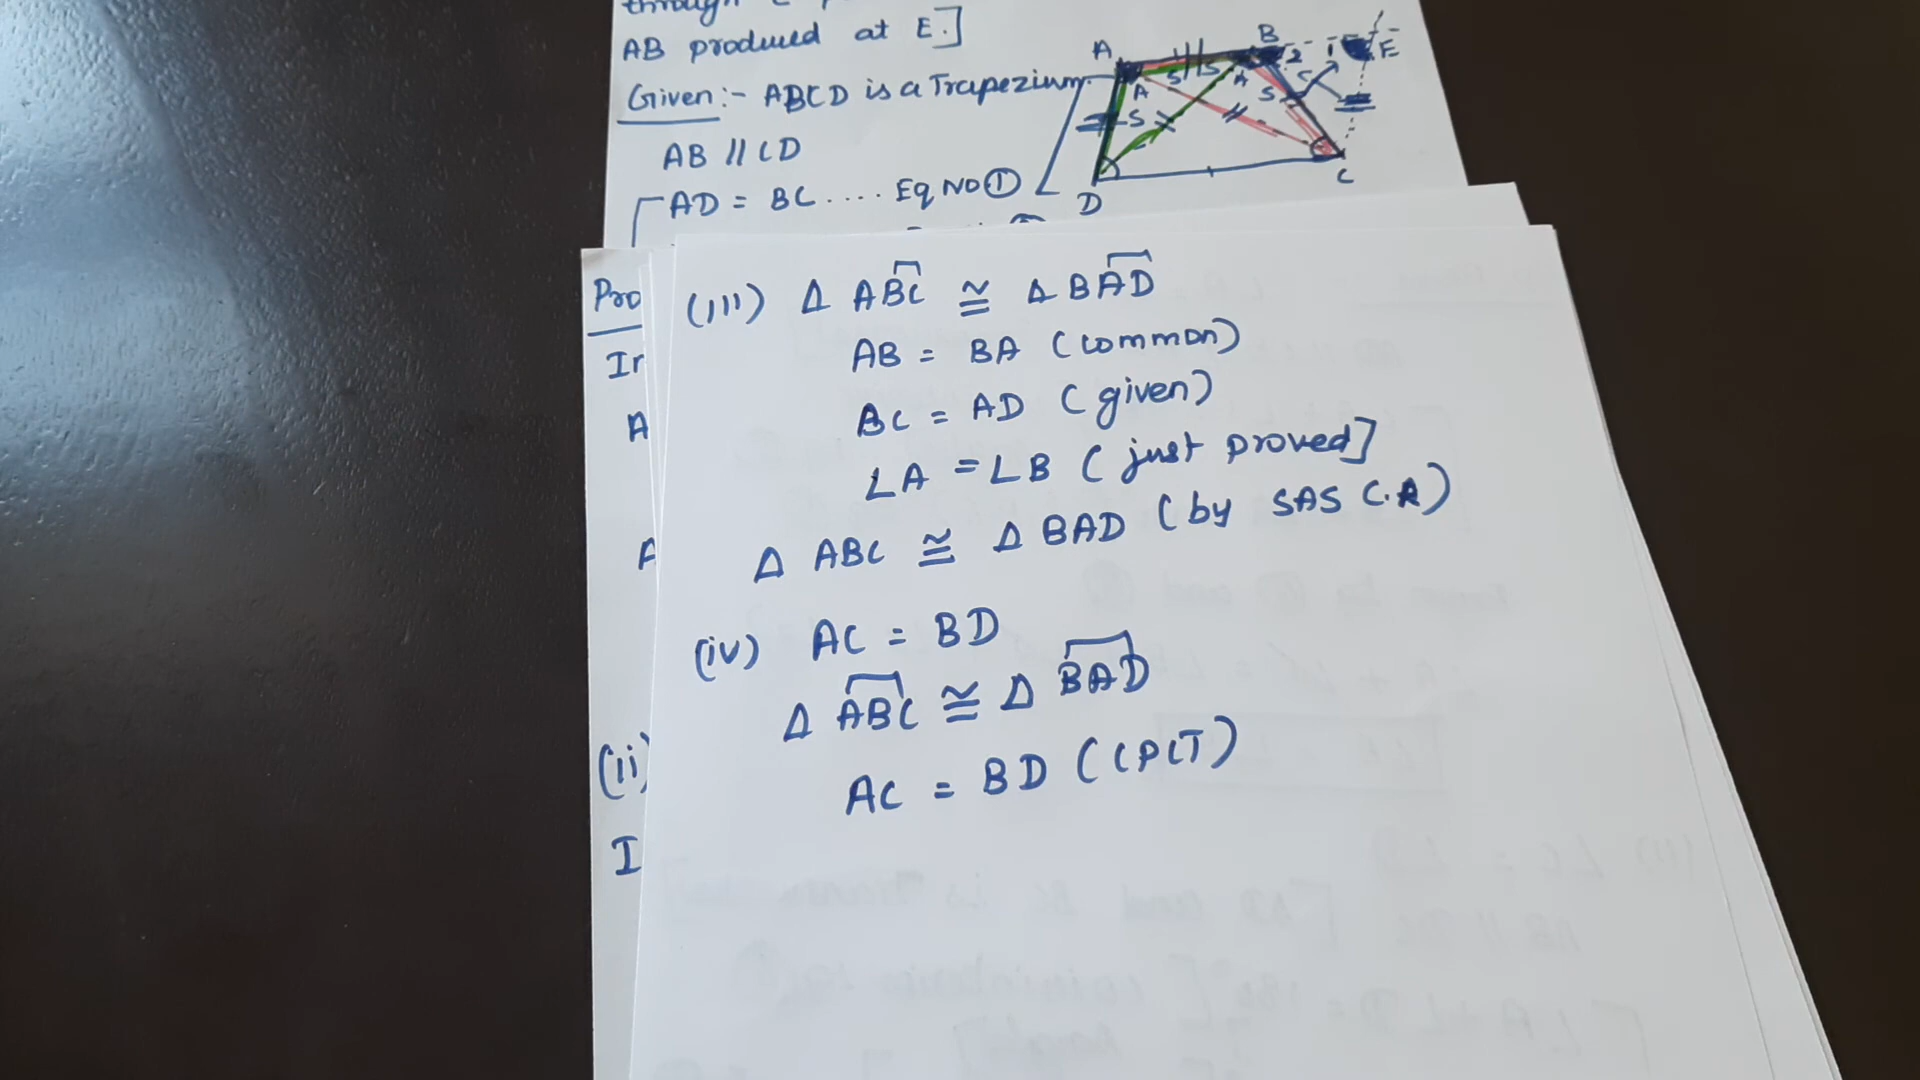 through
AB produced at E.]
Given :- ABCD is a Trapezium.
AB // CD
AD = BC .... Eq No ①
A
B
E
D
C
Pro
In
A
A
(ii)
I
(iii) Δ ABC ≅ Δ BAD
AB = BA (common)
BC = AD (given)
∠A = ∠B (just proved]
Δ ABC ≅ Δ BAD (by SAS C.R)
(iv) AC = BD
Δ ABC ≅ Δ BAD
AC = BD (CPCT)